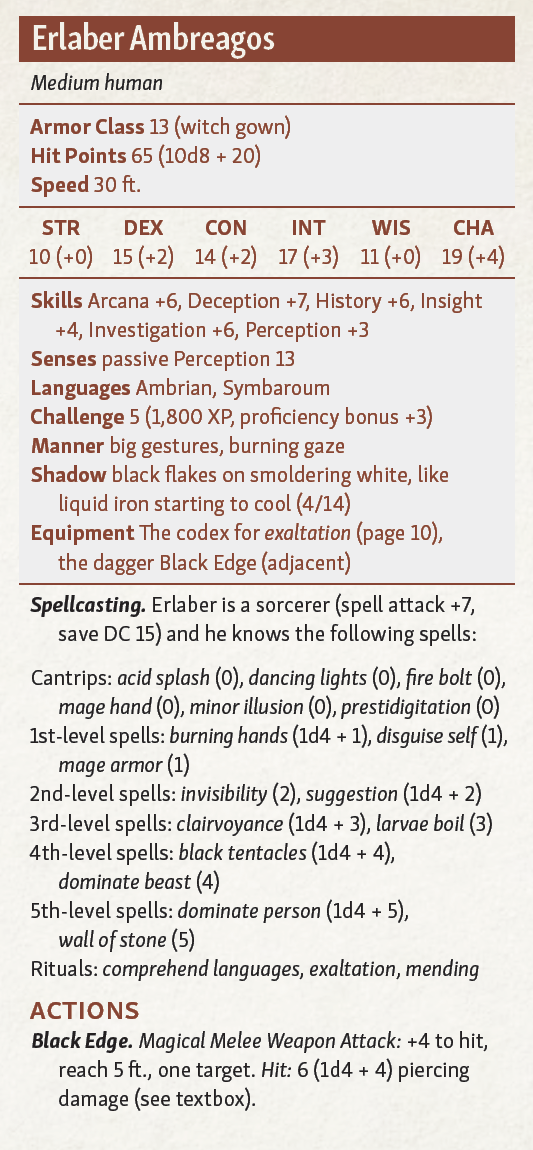 Erlaber Ambreagos
Medium human
Armor Class 13 (witch gown)
Hit Points 65 (10d8 + 20)
Speed 30 ft.
STR DEX CON INT WIS CHA
10 (+0) 15 (+2) 14 (+2) 17 (+3) 11 (+0) 19 (+4)
Skills Arcana +6, Deception +7, History +6, Insight
+4, Investigation +6, Perception +3
Senses passive Perception 13
Languages Ambrian, Symbaroum
Challenge 5 (1,800 XP, proficiency bonus +3)
Manner big gestures, burning gaze
Shadow black flakes on smoldering white, like
liquid iron starting to cool (4/14)
Equipment The codex for exaltation (page 10),
the dagger Black Edge (adjacent)
Spellcasting. Erlaber is a sorcerer (spell attack +7,
save DC 15) and he knows the following spells:
Cantrips: acid splash (0), dancing lights (0), fire bolt (0),
mage hand (0), minor illusion (0), prestidigitation (0)
1st-level spells: burning hands (1d4 + 1), disguise self (1),
mage armor (1)
2nd-level spells: invisibility (2), suggestion (1d4 + 2)
3rd-level spells: clairvoyance (1d4 + 3), larvae boil (3)
4th-level spells: black tentacles (1d4 + 4),
dominate beast (4)
5th-level spells: dominate person (1d4 + 5),
wall of stone (5)
Rituals: comprehend languages, exaltation, mending
ACTIONS
Black Edge. Magical Melee Weapon Attack: +4 to hit,
reach 5 ft., one target. Hit: 6 (1d4 + 4) piercing
damage (see textbox).